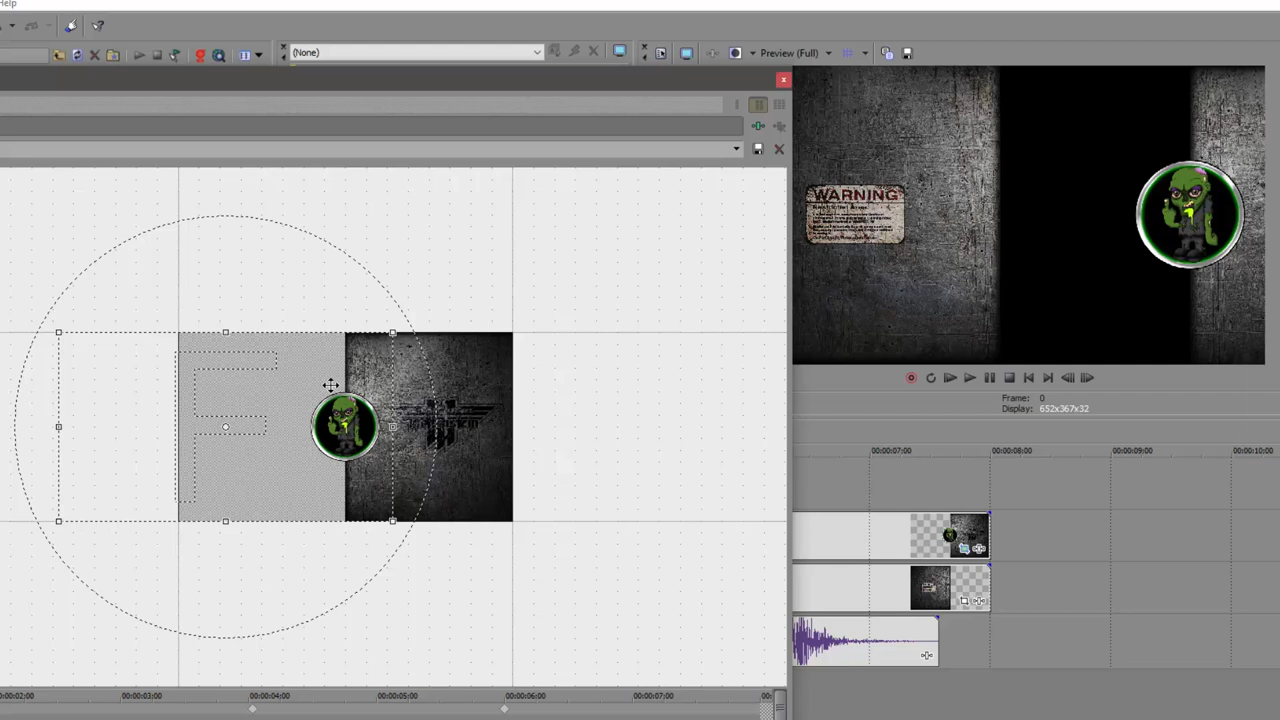 Help
(None)
Preview (Full)
WARNING
Frame: 0
Display: 652x367x32
00:00:07;00
00:00:08;00
00:00:09;00
00:00:10;00
00:00:02;00
00:00:03;00
00:00:04;00
00:00:05;00
00:00:06;00
00:00:07;00